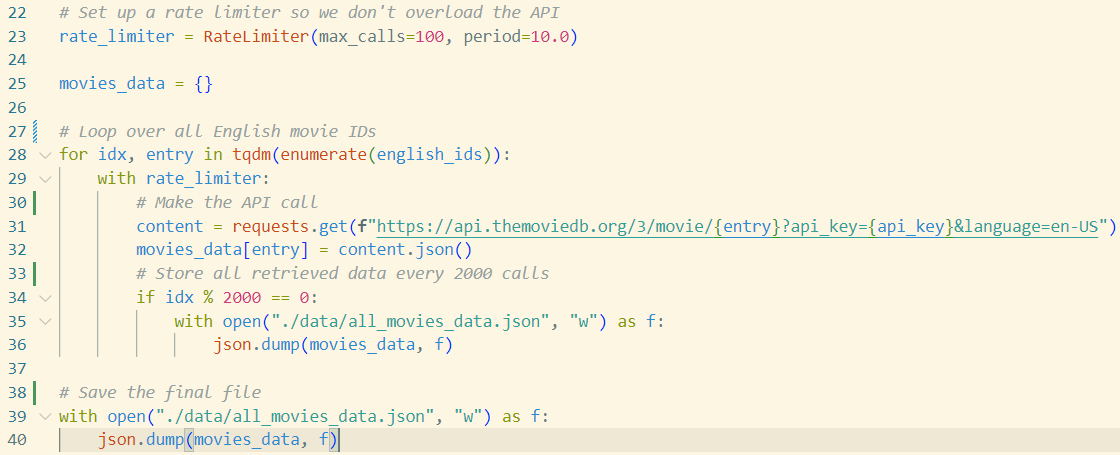 22 # Set up a rate limiter so we don't overload the API
23 rate_limiter = RateLimiter(max_calls=100, period=10.0)
24
25 movies_data = {}
26
27 # Loop over all English movie IDs
28 for idx, entry in tqdm(enumerate(english_ids)):
29     with rate_limiter:
30         # Make the API call
31         content = requests.get(f"https://api.themoviedb.org/3/movie/{entry}?api_key={api_key}&language=en-US")
32         movies_data[entry] = content.json()
33         # Store all retrieved data every 2000 calls
34         if idx % 2000 == 0:
35             with open("./data/all_movies_data.json", "w") as f:
36                 json.dump(movies_data, f)
37
38 # Save the final file
39 with open("./data/all_movies_data.json", "w") as f:
40     json.dump(movies_data, f)